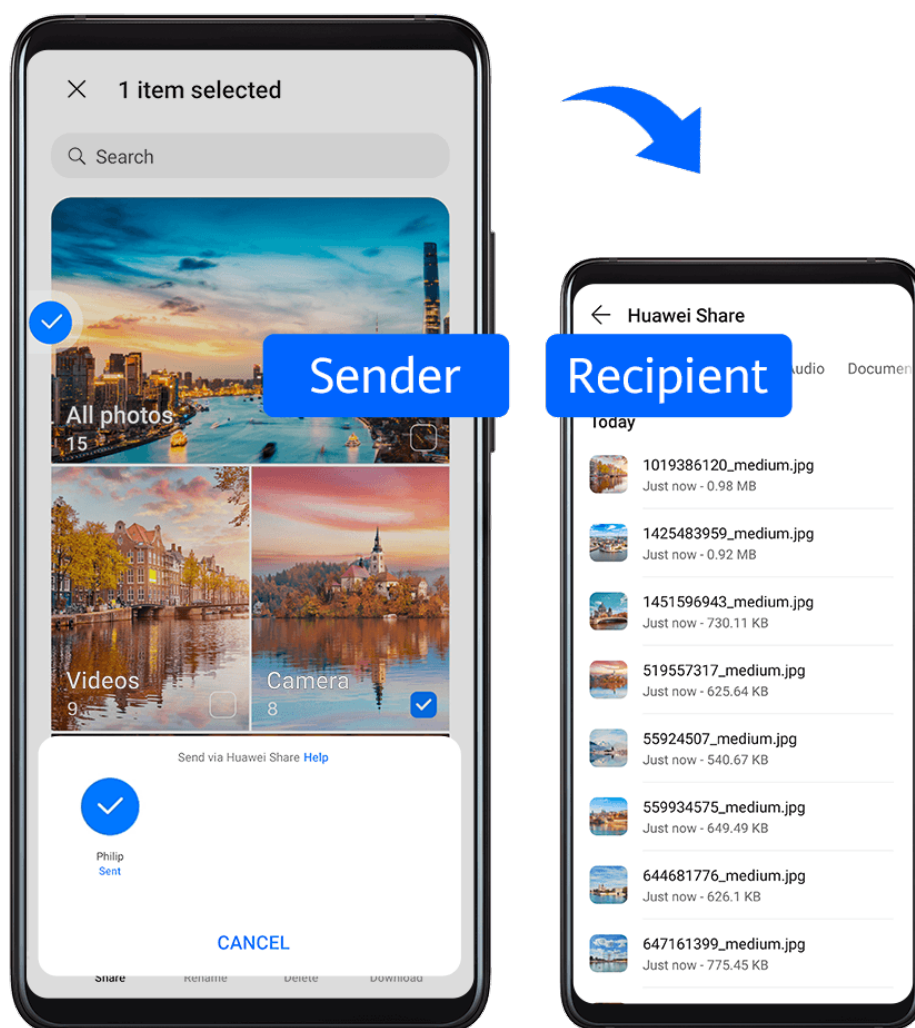 1 item selected
Search
All photos
15
Videos
9
Camera
8
Send via Huawei Share Help
Philip
Sent
CANCEL
Share Rename Delete Download
Sender
Recipient
Huawei Share
Today
1019386120_medium.jpg
Just now - 0.98 MB
1425483959_medium.jpg
Just now - 0.92 MB
1451596943_medium.jpg
Just now - 730.11 KB
519557317_medium.jpg
Just now - 625.64 KB
55924507_medium.jpg
Just now - 540.67 KB
559934575_medium.jpg
Just now - 649.49 KB
644681776_medium.jpg
Just now - 626.1 KB
647161399_medium.jpg
Just now - 775.45 KB